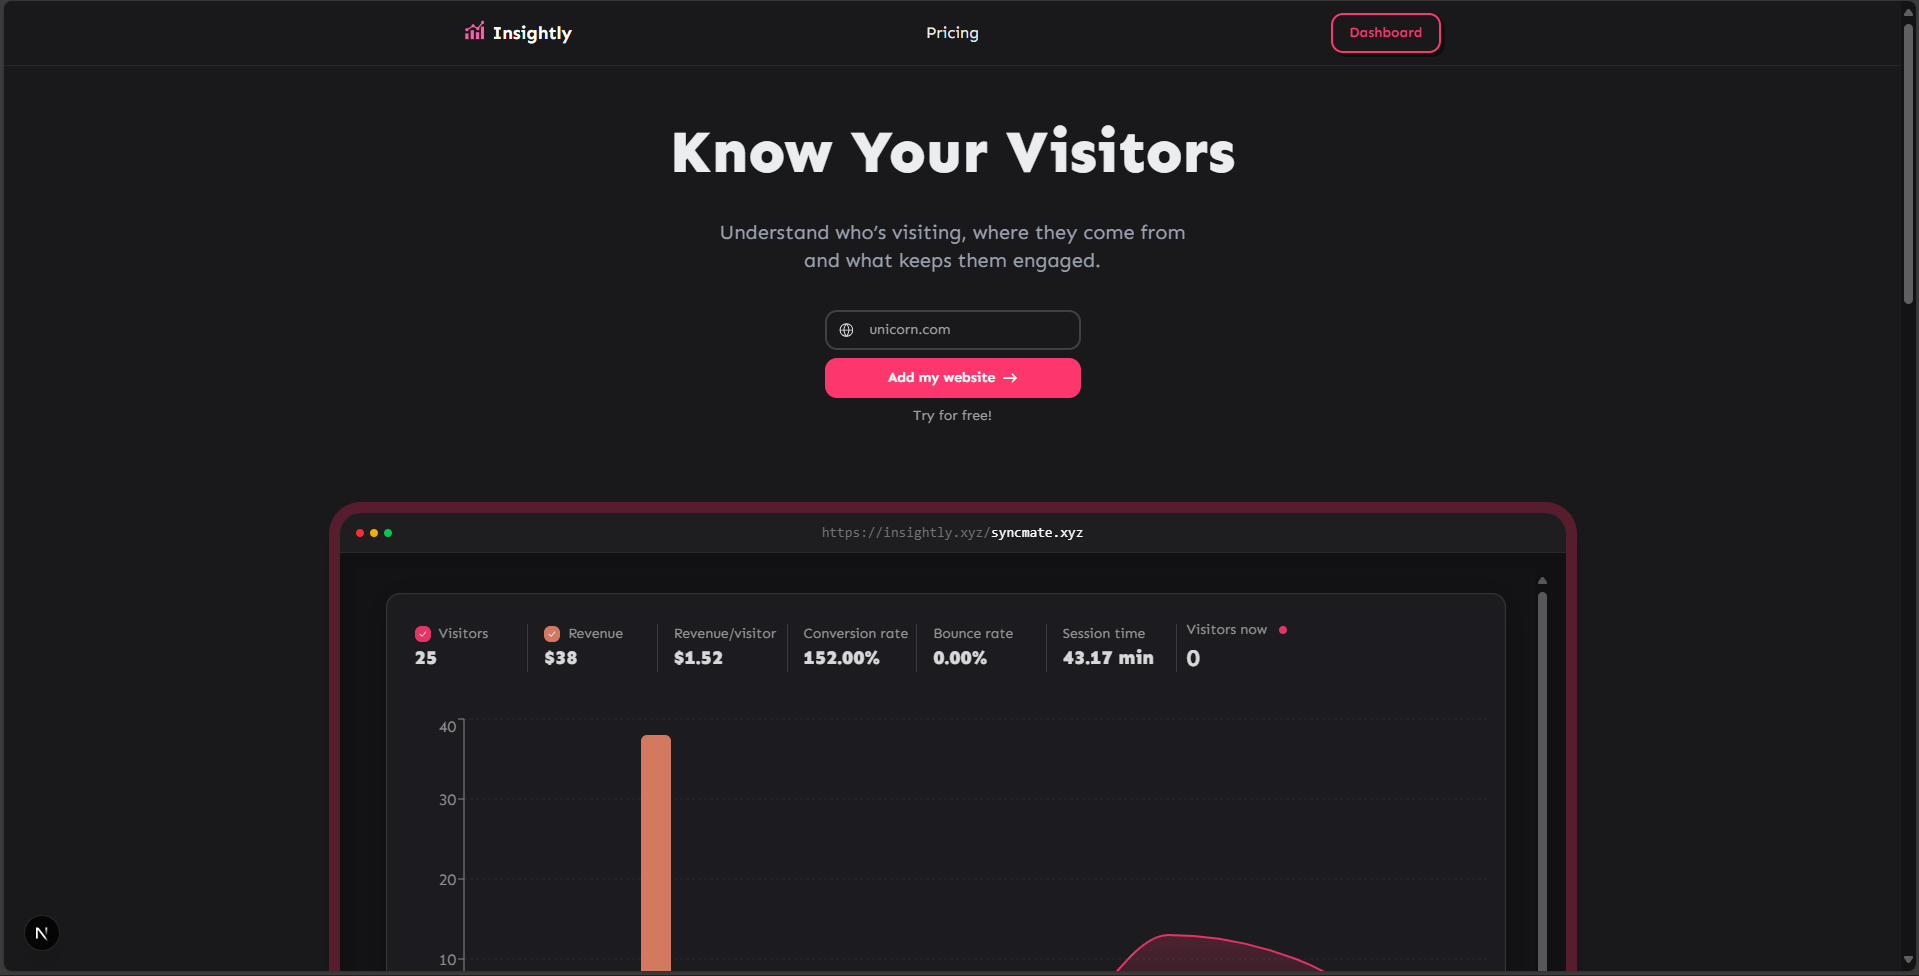 Insightly
Pricing
Dashboard
Know Your Visitors
Understand who’s visiting, where they come from
and what keeps them engaged.
unicorn.com
Add my website →
Try for free!
https://insightly.xyz/syncmate.xyz
Visitors
25
Revenue
$38
Revenue/visitor
$1.52
Conversion rate
152.00%
Bounce rate
0.00%
Session time
43.17 min
Visitors now
0
40
30
20
10
N